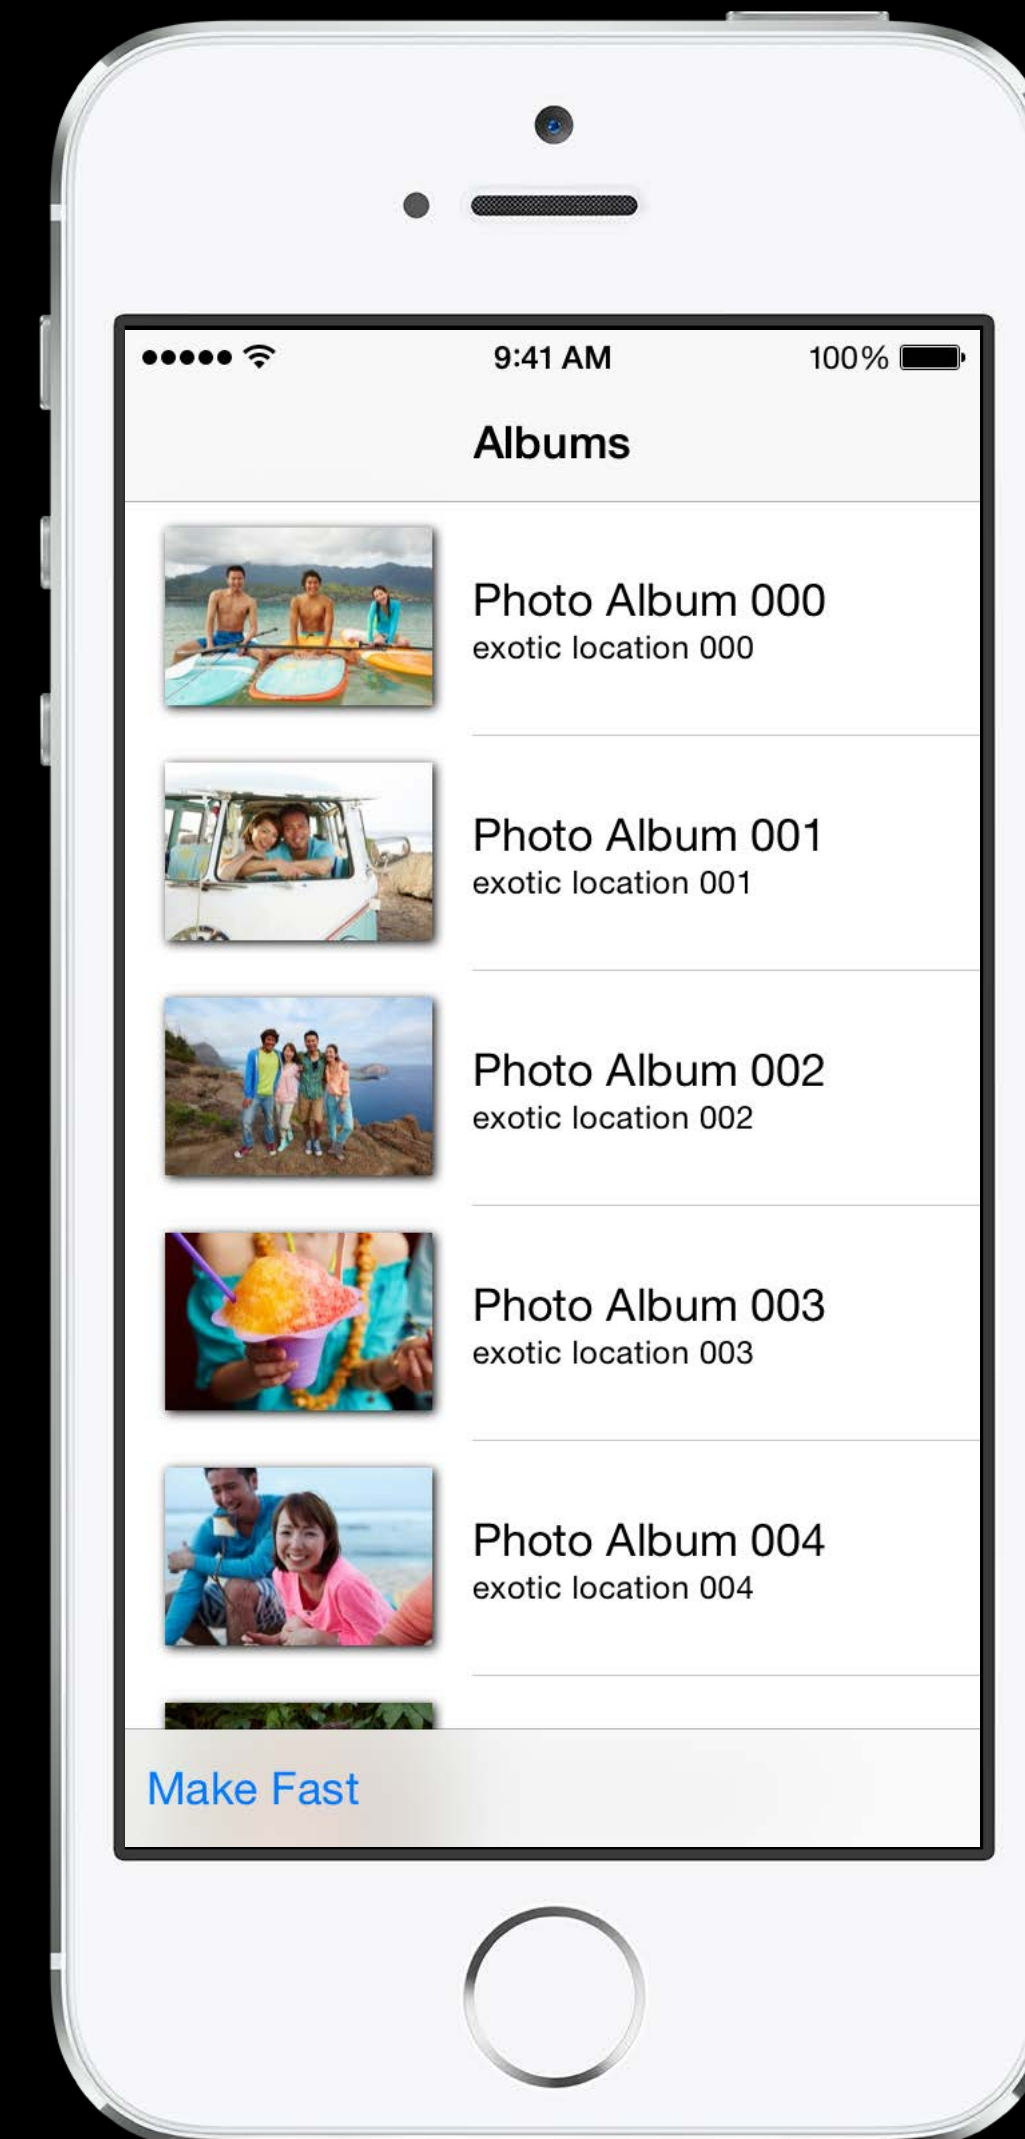 9:41 AM
100%
Albums
Photo Album 000
exotic location 000
Photo Album 001
exotic location 001
Photo Album 002
exotic location 002
Photo Album 003
exotic location 003
Photo Album 004
exotic location 004
Make Fast